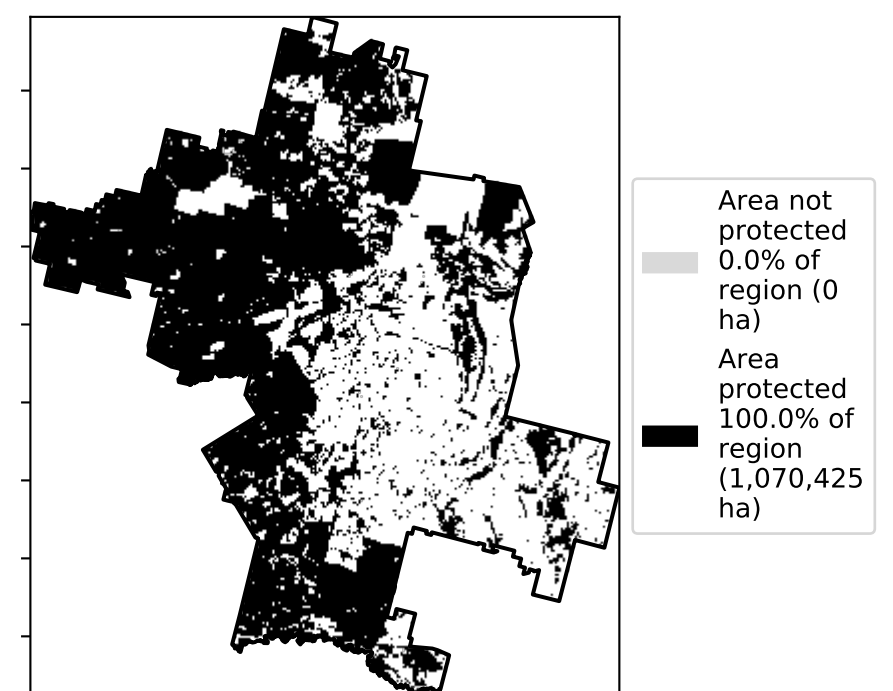 Area not
protected
0.0% of
region (0
ha)
Area
protected
100.0% of
region
(1,070,425
ha)